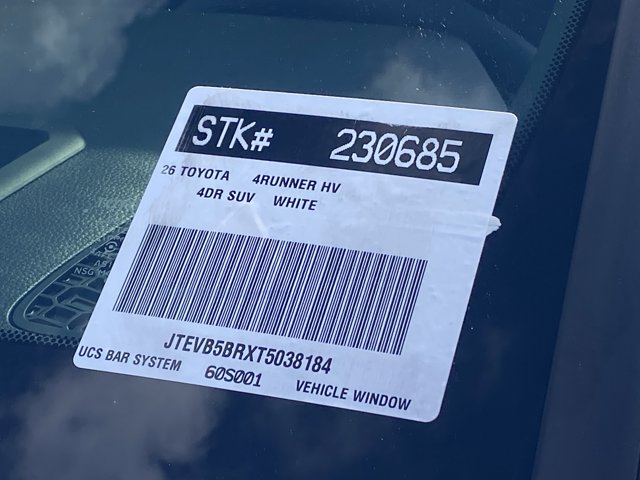 STK# 230685
26 TOYOTA 4RUNNER HV
4DR SUV WHITE
JTEVB5BRXT5038184
UCS BAR SYSTEM 60S001 VEHICLE WINDOW